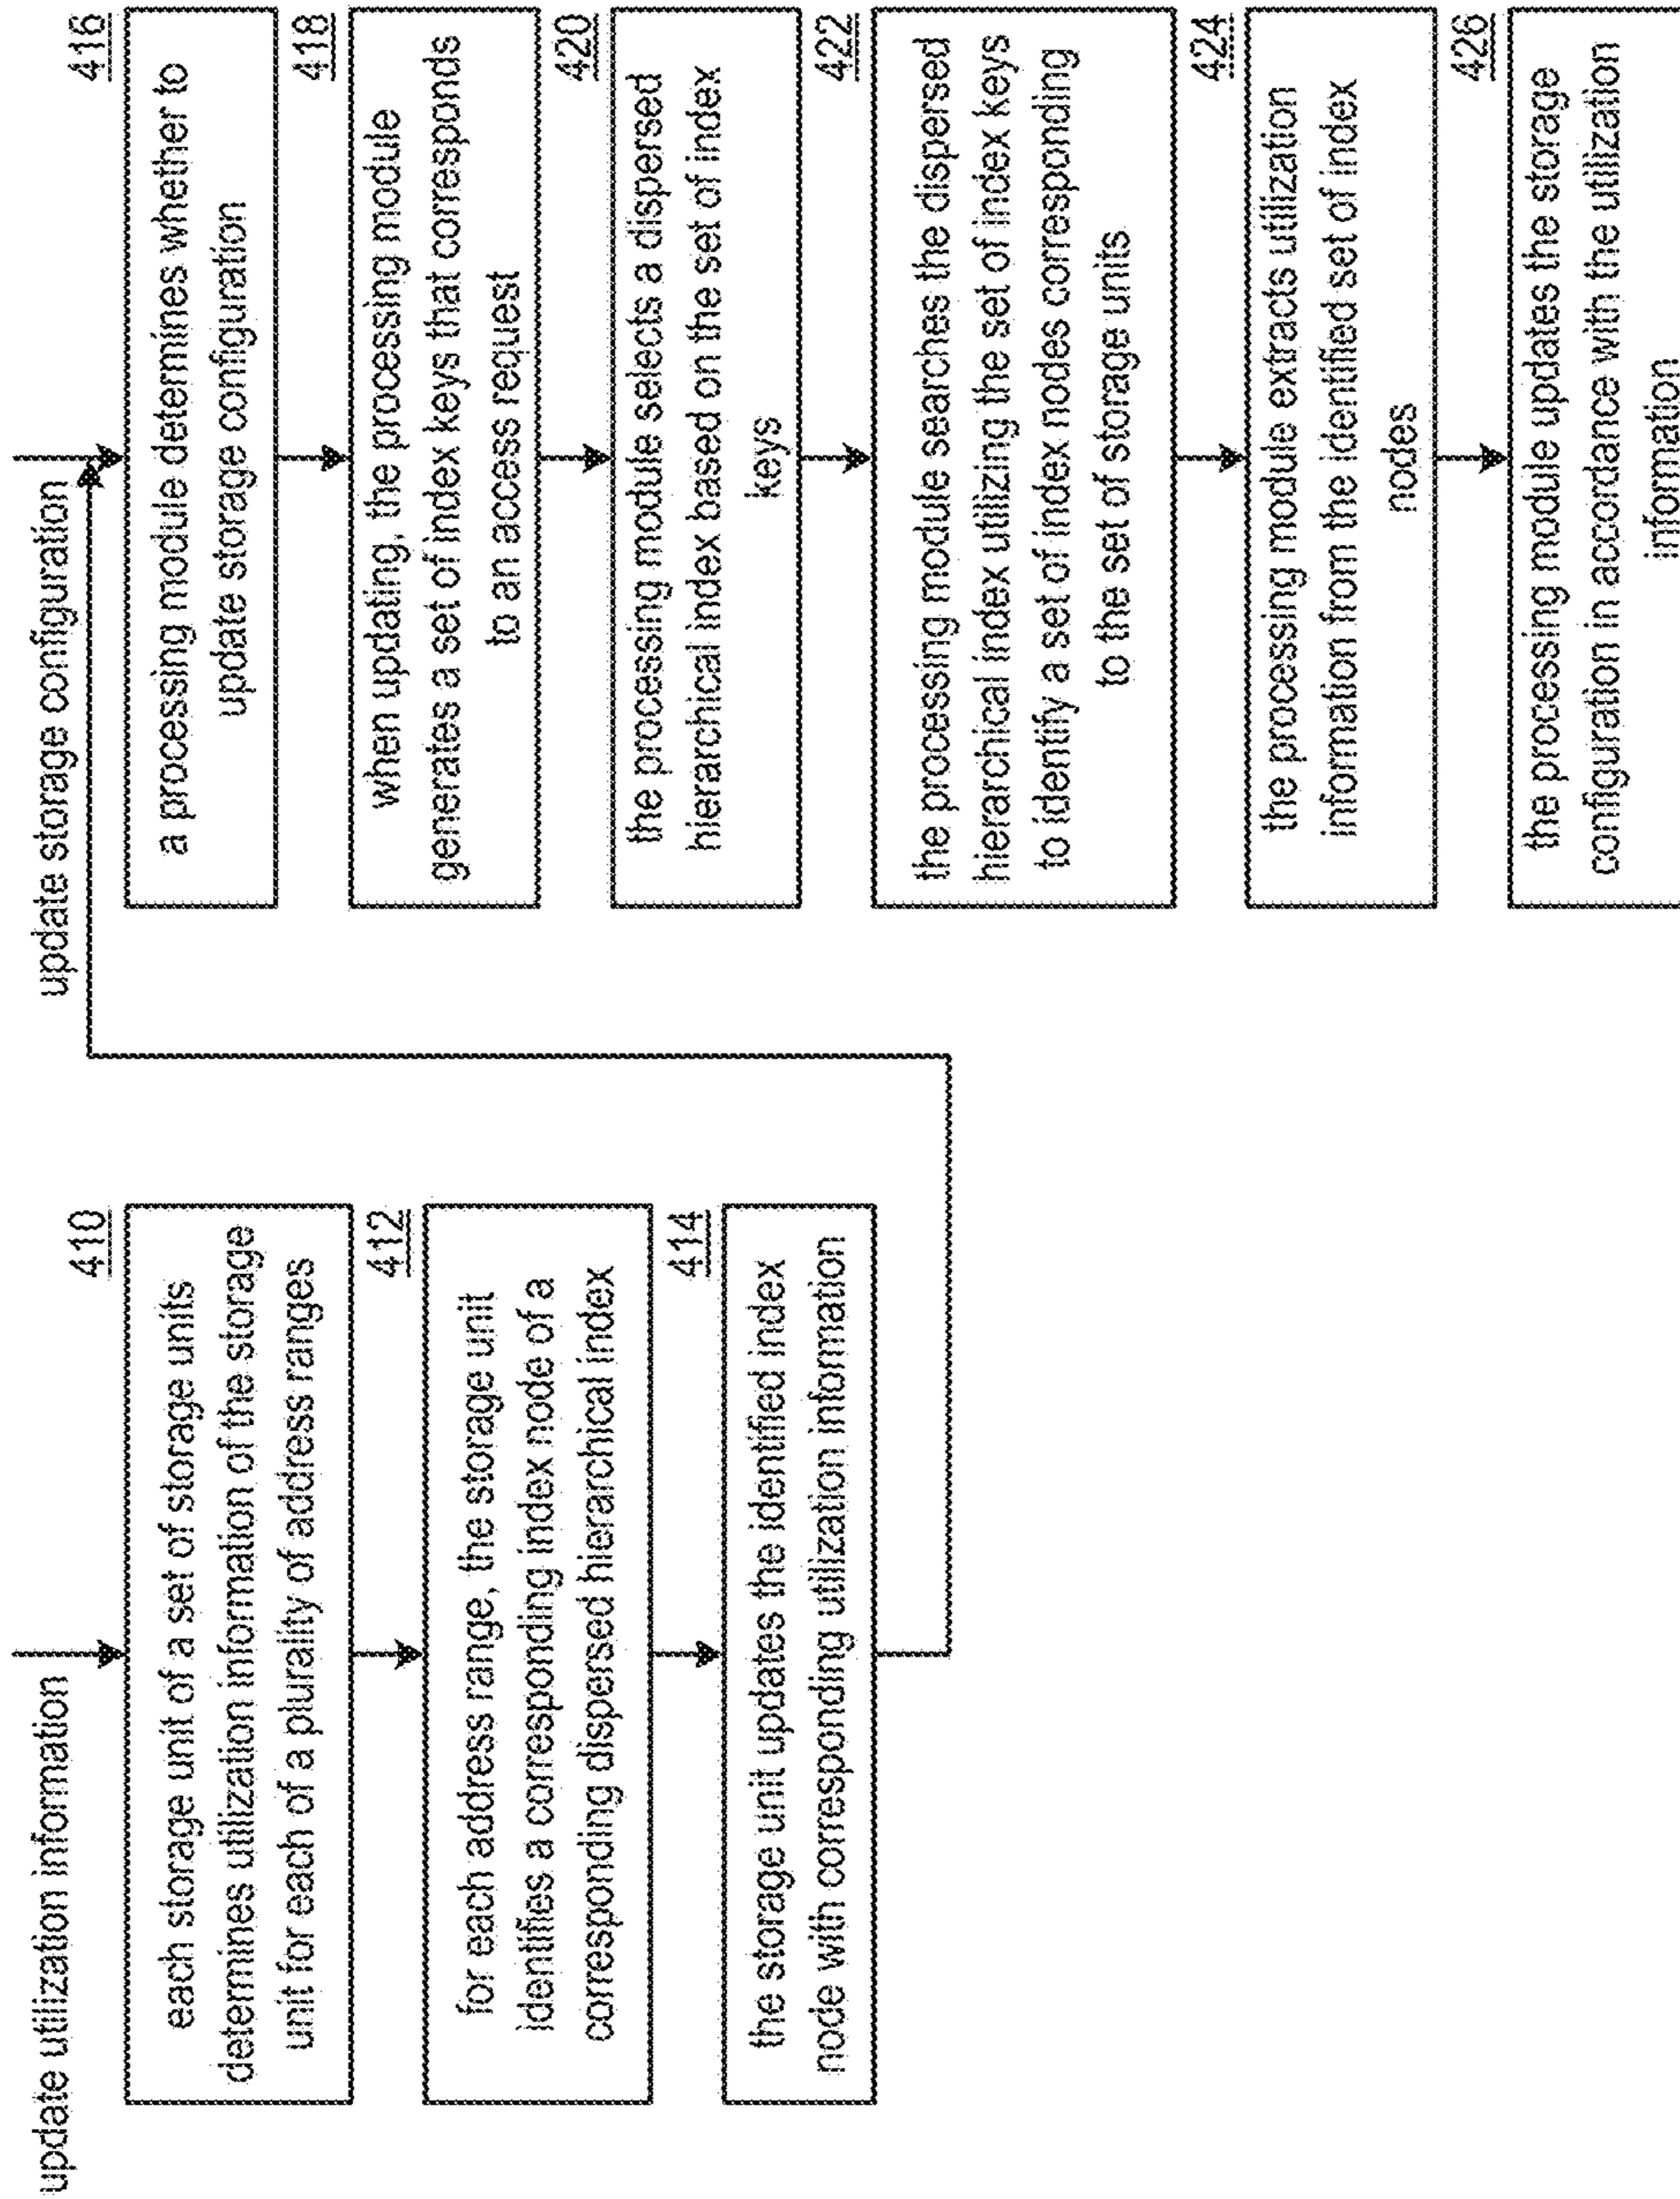 update utilization information
410
each storage unit of a set of storage units
determines utilization information of the storage
unit for each of a plurality of address ranges
412
for each address range, the storage unit
identifies a corresponding index node of a
corresponding dispersed hierarchical index
414
the storage unit updates the identified index
node with corresponding utilization information
update storage configuration
416
a processing module determines whether to
update storage configuration
418
when updating, the processing module
generates a set of index keys that corresponds
to an access request
420
the processing module selects a dispersed
hierarchical index based on the set of index
keys
422
the processing module searches the dispersed
hierarchical index utilizing the set of index keys
to identify a set of index nodes corresponding
to the set of storage units
424
the processing module extracts utilization
information from the identified set of index
nodes
426
the processing module updates the storage
configuration in accordance with the utilization
information